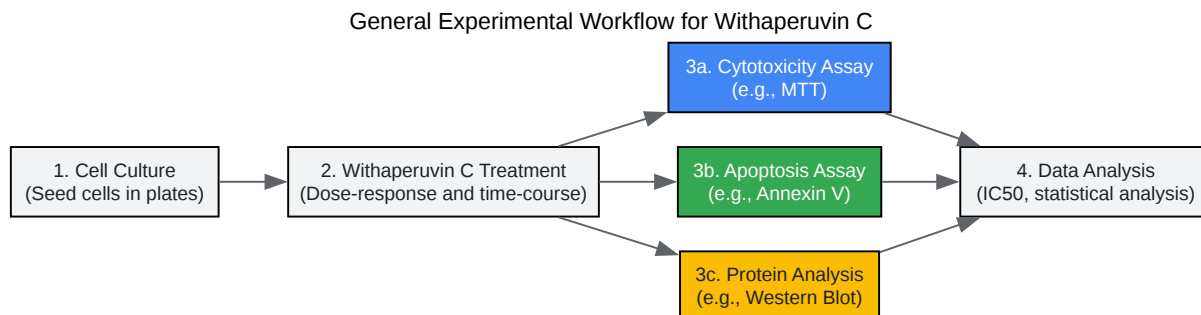 General Experimental Workflow for Withaperuvin C
1. Cell Culture
(Seed cells in plates)
2. Withaperuvin C Treatment
(Dose-response and time-course)
3a. Cytotoxicity Assay
(e.g., MTT)
3b. Apoptosis Assay
(e.g., Annexin V)
3c. Protein Analysis
(e.g., Western Blot)
4. Data Analysis
(IC50, statistical analysis)